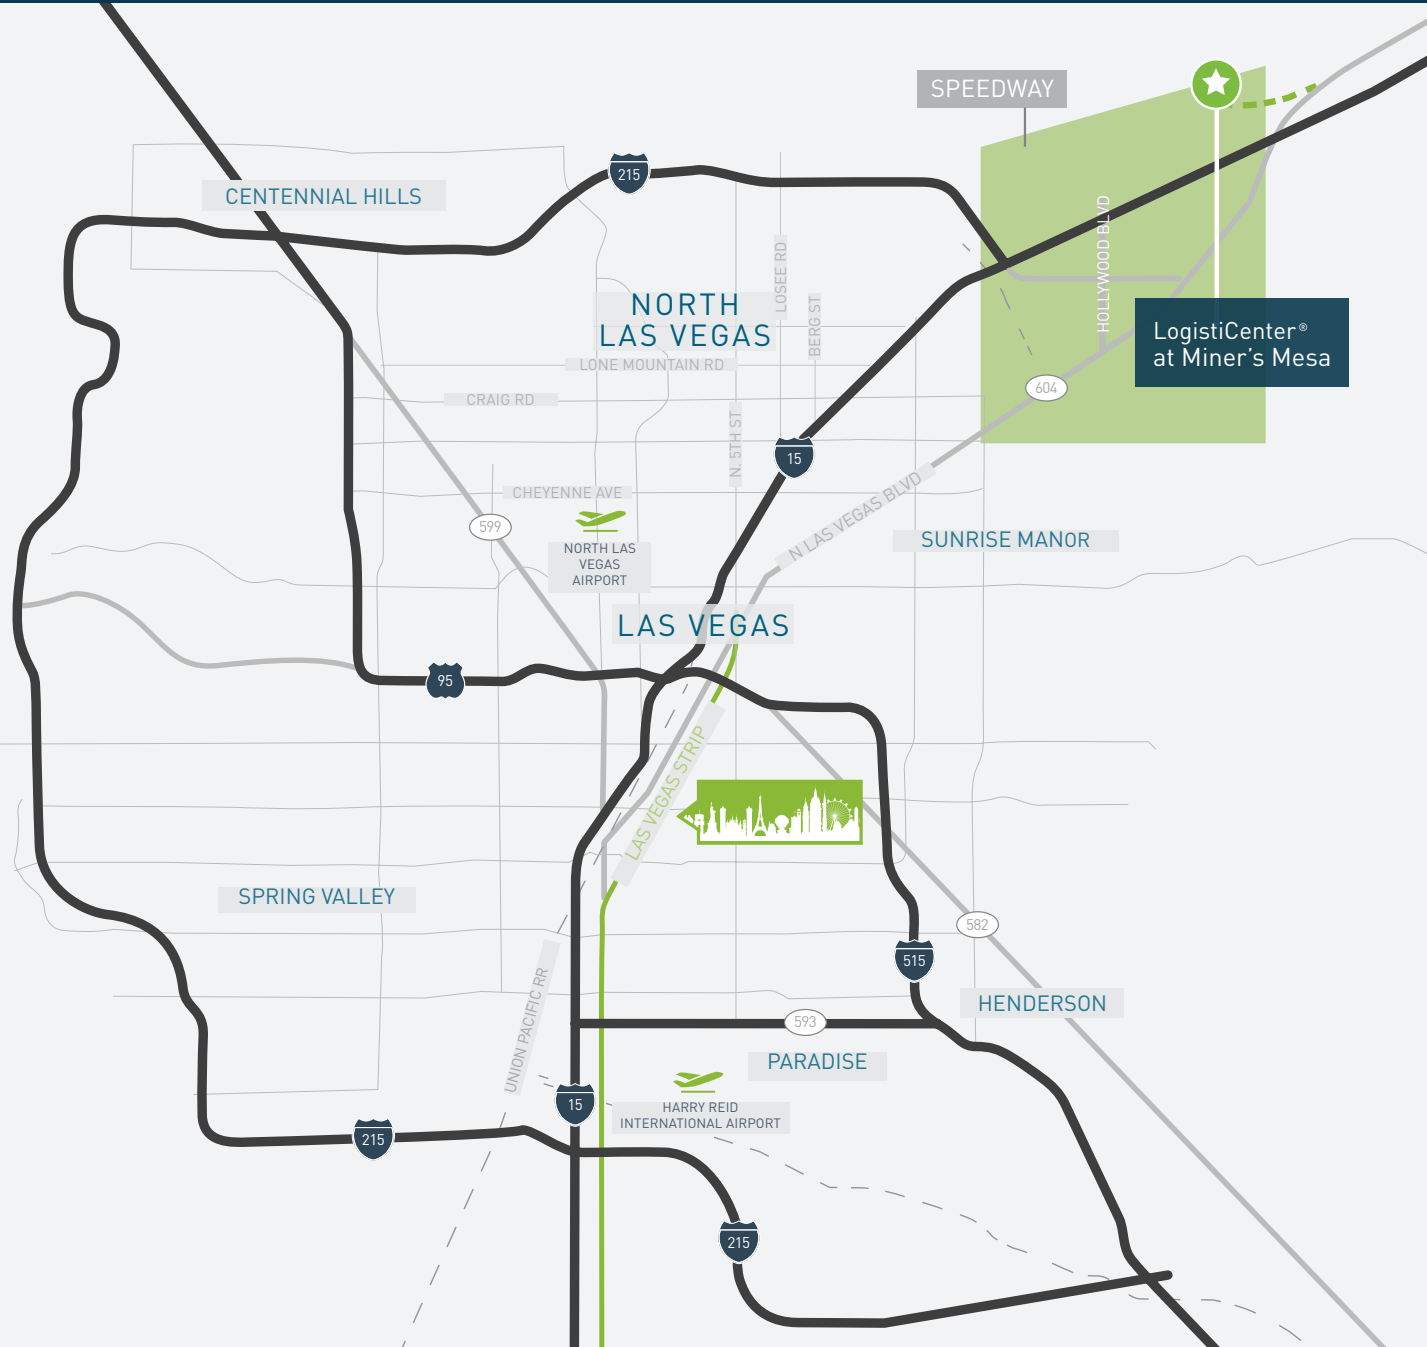 SPEEDWAY
215
CENTENNIAL HILLS
HOLLYWOOD BLVD
LOSEE RD
NORTH
LAS VEGAS
BERG ST
LogistiCenter®
at Miner's Mesa
LONE MOUNTAIN RD
604
CRAIG RD
N. 5TH ST
15
CHEYENNE AVE
N LAS VEGAS BLVD
599
SUNRISE MANOR
NORTH LAS
VEGAS
AIRPORT
LAS VEGAS
95
LAS VEGAS STRIP
SPRING VALLEY
582
515
UNION PACIFIC RR
HENDERSON
593
PARADISE
15
HARRY REID
INTERNATIONAL AIRPORT
215
215